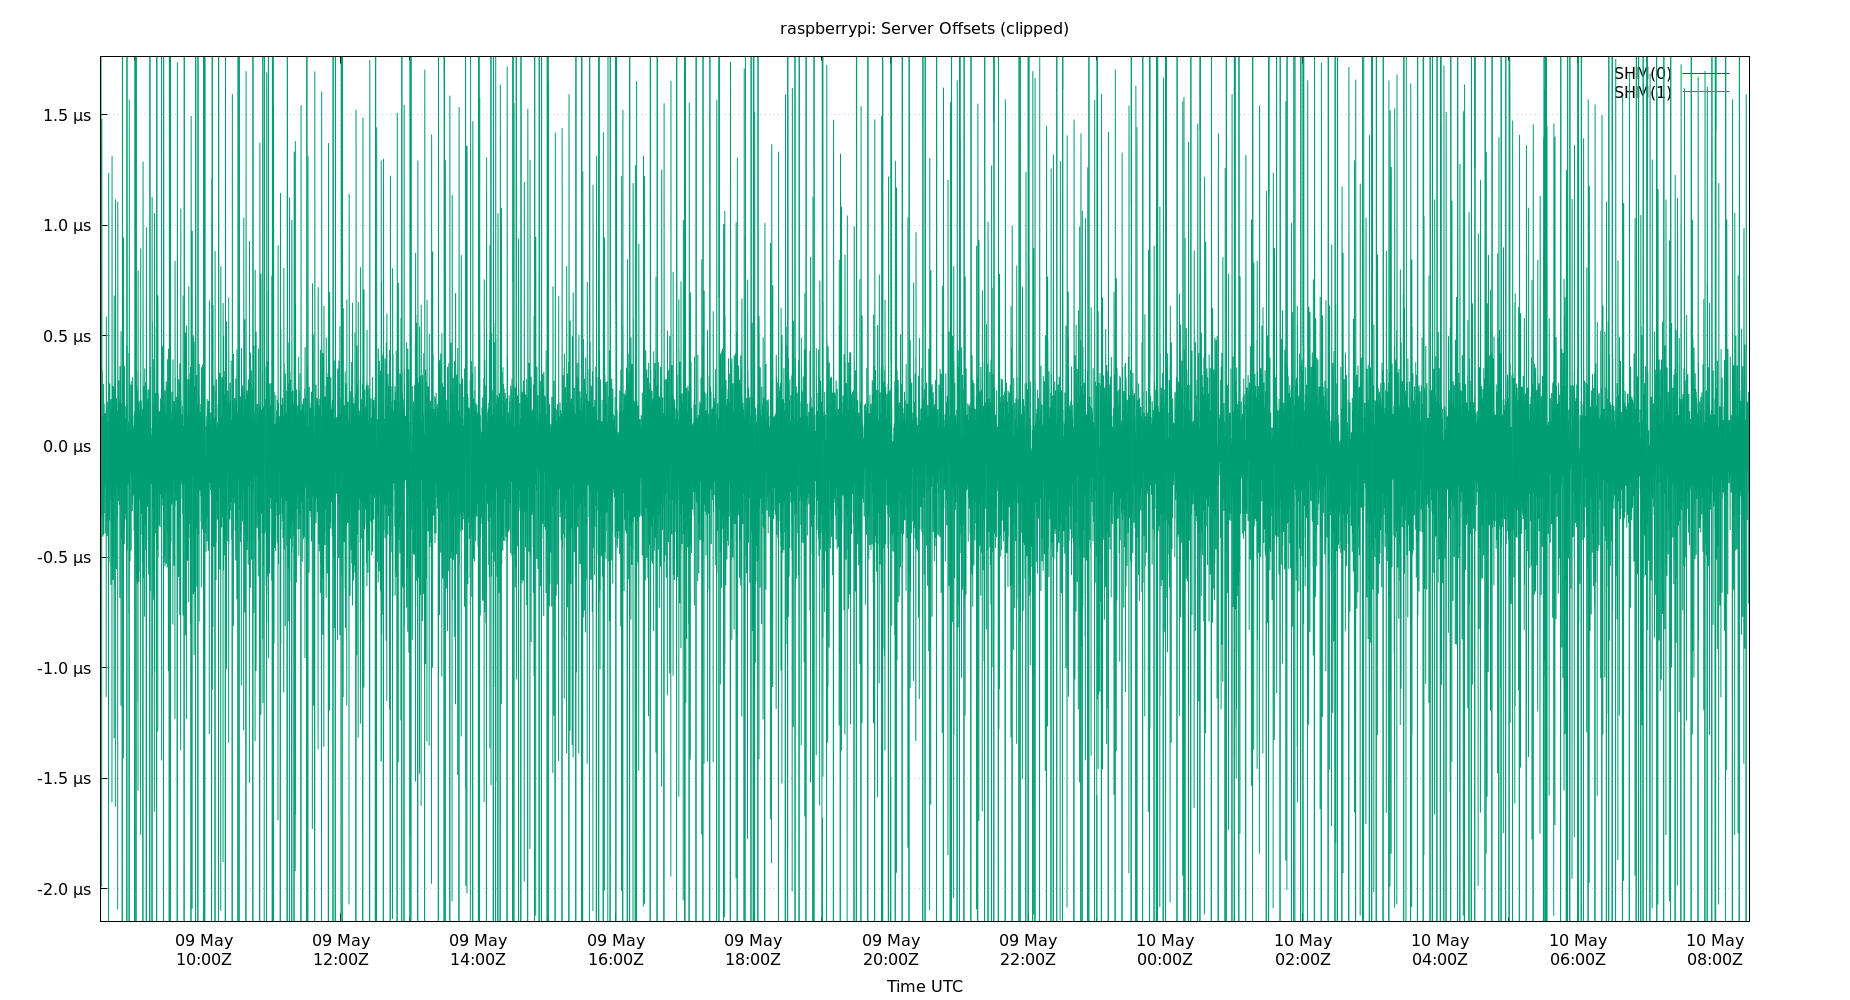 raspberrypi: Server Offsets (clipped)
SHM(0)
SHM(1)
1.5 µs
1.0 µs
0.5 µs
0.0 µs
-0.5 µs
-1.0 µs
-1.5 µs
-2.0 µs
09 May 09 May 09 May 09 May 09 May 09 May 09 May 10 May 10 May 10 May 10 May 10 May
10:00Z 12:00Z 14:00Z 16:00Z 18:00Z 20:00Z 22:00Z 00:00Z 02:00Z 04:00Z 06:00Z 08:00Z
Time UTC